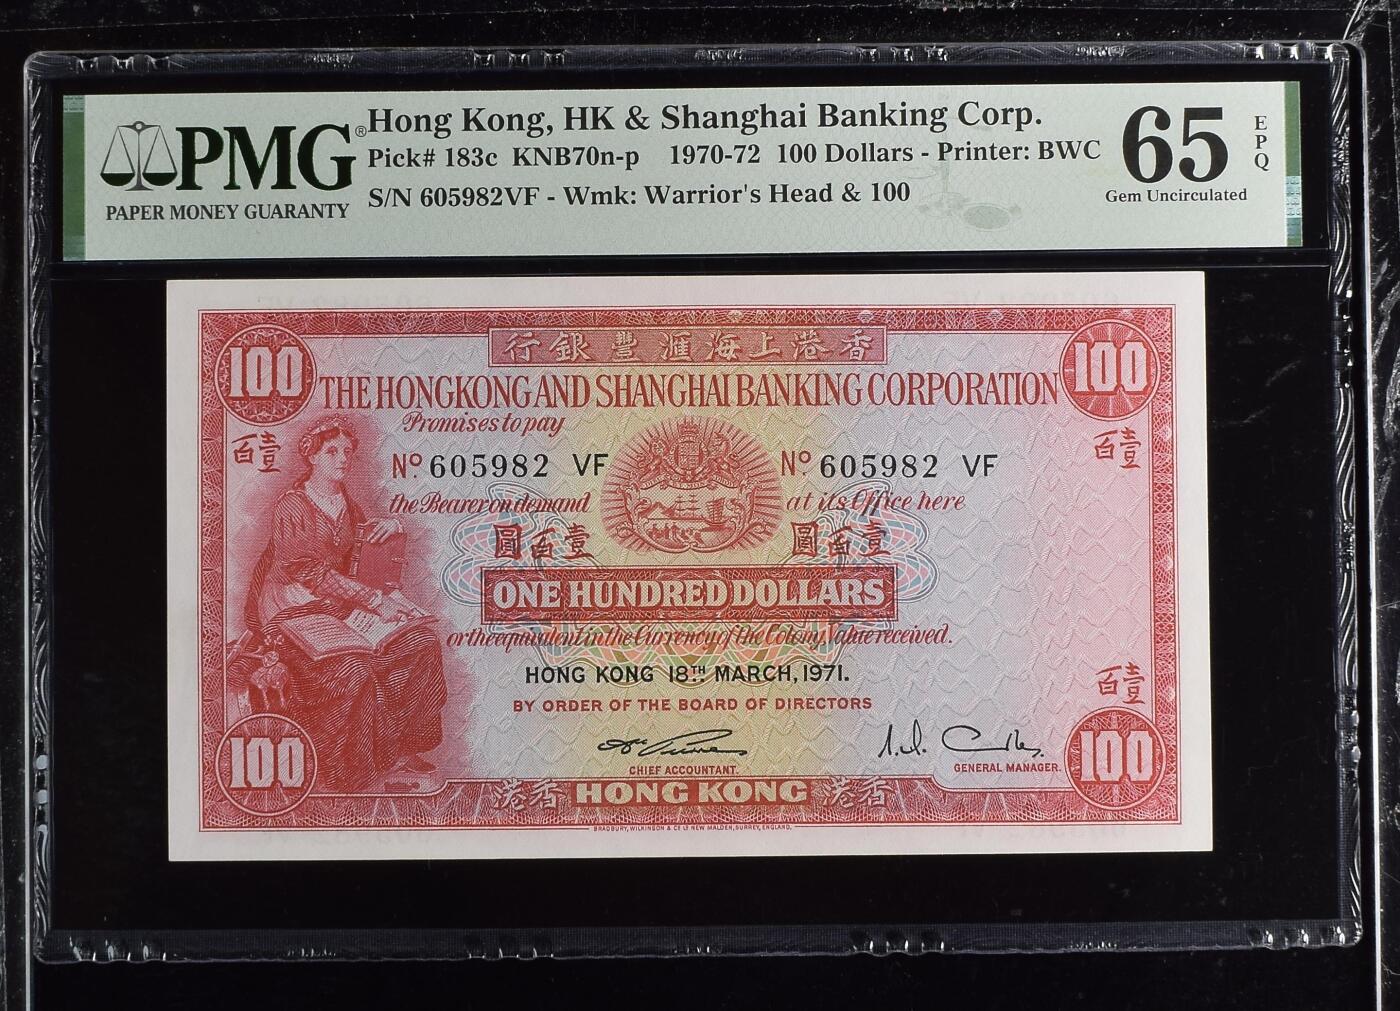 PMG®
PAPER MONEY GUARANTY
Hong Kong, HK & Shanghai Banking Corp.
Pick# 183c KNB70n-p 1970-72 100 Dollars - Printer: BWC
S/N 605982VF - Wmk: Warrior's Head & 100
65
EPQ
Gem Uncirculated
行銀豐滙海上港香
100
100
THE HONGKONG AND SHANGHAI BANKING CORPORATION
Promises to pay
百壹
百壹
Nº 605982 VF
Nº 605982 VF
the Bearer on demand
at its Office here
圓百壹
圓百壹
ONE HUNDRED DOLLARS
or the equivalent in the Currency of the Colony, Value received.
HONG KONG 18TH MARCH, 1971.
百壹
BY ORDER OF THE BOARD OF DIRECTORS
100
100
CHIEF ACCOUNTANT.
GENERAL MANAGER.
港香 HONG KONG 港香
BRADBURY, WILKINSON & Cº Lᴰ NEW MALDEN, SURREY, ENGLAND.